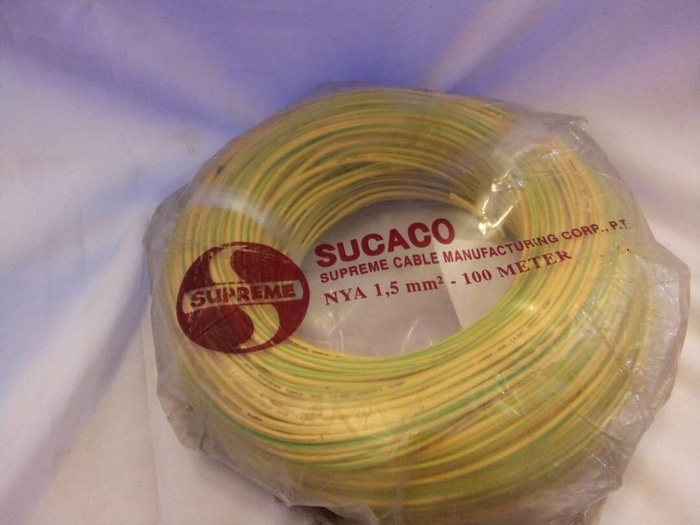 SUPREME
SUCACO
SUPREME CABLE MANUFACTURING CORP., P.T.
NYA 1,5 mm² - 100 METER